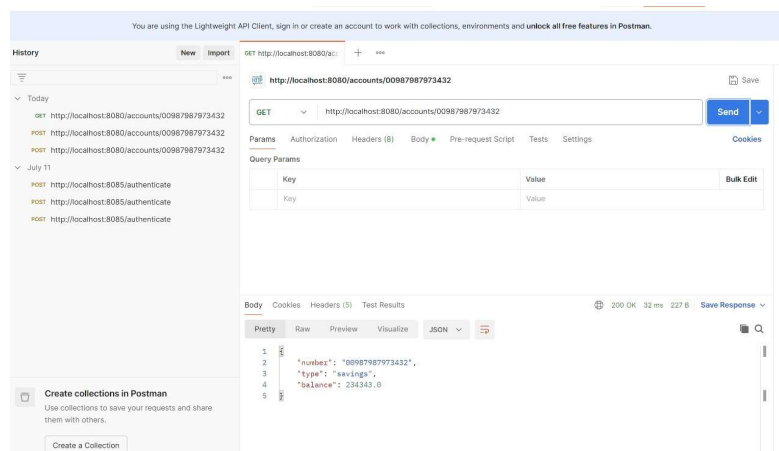 You are using the Lightweight API Client, sign in or create an account to work with collections, environments and unlock all free features in Postman.
History New Import GET http://localhost:8080/acc
http://localhost:8080/accounts/00987987973432 Save
Today
GET http://localhost:8080/accounts/00987987973432
POST http://localhost:8080/accounts/00987987973432
POST http://localhost:8080/accounts/00987987973432
July 11
POST http://localhost:8085/authenticate
POST http://localhost:8085/authenticate
POST http://localhost:8085/authenticate
GET http://localhost:8080/accounts/00987987973432 Send
Params Authorization Headers (8) Body Pre-request Script Tests Settings Cookies
Query Params
Key Value Bulk Edit
Key Value
Body Cookies Headers (5) Test Results 200 OK 32 ms 227 B Save Response
Pretty Raw Preview Visualize JSON
1 {
2 "number": "00987987973432",
3 "type": "savings",
4 "balance": 234343.0
5 }
Create collections in Postman
Use collections to save your requests and share
them with others.
Create a Collection